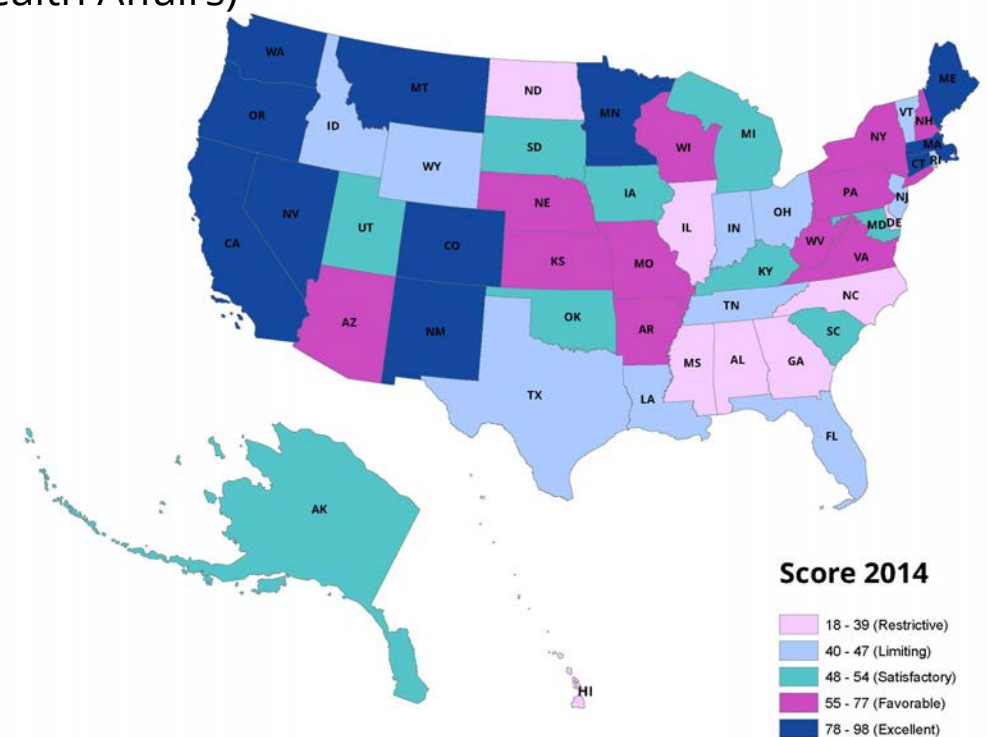 ealth Affairs)
WA
MT
ND
MN
ME
OR
ID
SD
WI
MI
VT
NH
NY
MA
CT
RI
WY
IA
PA
NJ
NV
UT
NE
IL
IN
OH
MD
DE
CA
CO
KS
MO
WV
VA
KY
AZ
NM
OK
AR
TN
NC
SC
MS
AL
GA
TX
LA
FL
AK
HI
Score 2014
18 - 39 (Restrictive)
40 - 47 (Limiting)
48 - 54 (Satisfactory)
55 - 77 (Favorable)
78 - 98 (Excellent)